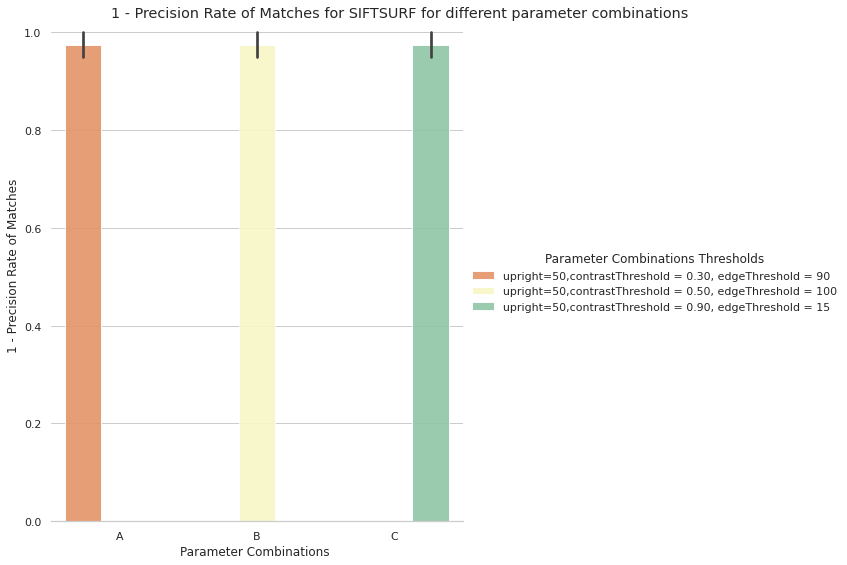 1 - Precision Rate of Matches for SIFTSURF for different parameter combinations
1 - Precision Rate of Matches
1.0
0.8
0.6
0.4
0.2
0.0
A
B
C
Parameter Combinations
Parameter Combinations Thresholds
upright=50,contrastThreshold = 0.30, edgeThreshold = 90
upright=50,contrastThreshold = 0.50, edgeThreshold = 100
upright=50,contrastThreshold = 0.90, edgeThreshold = 15